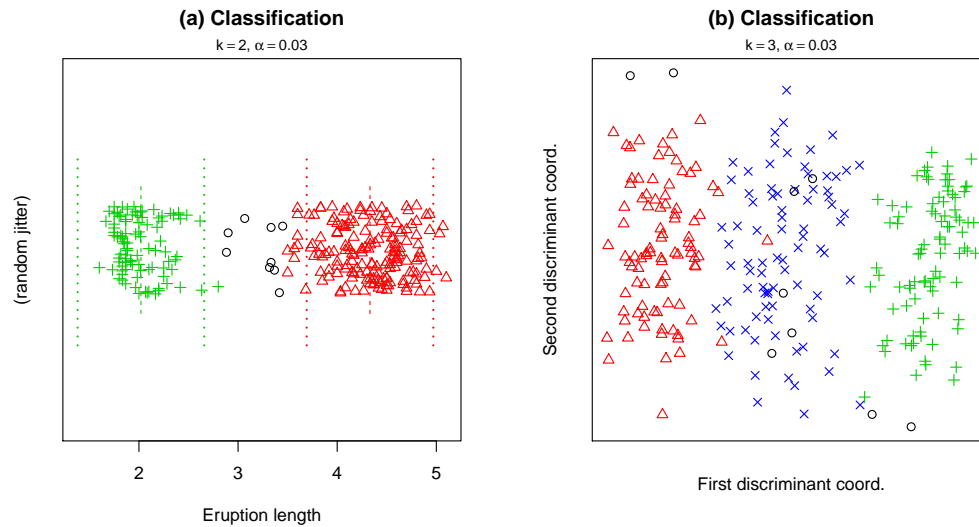 (a) Classification
k = 2, α = 0.03
(random jitter)
2 3 4 5
Eruption length
(b) Classification
k = 3, α = 0.03
Second discriminant coord.
First discriminant coord.